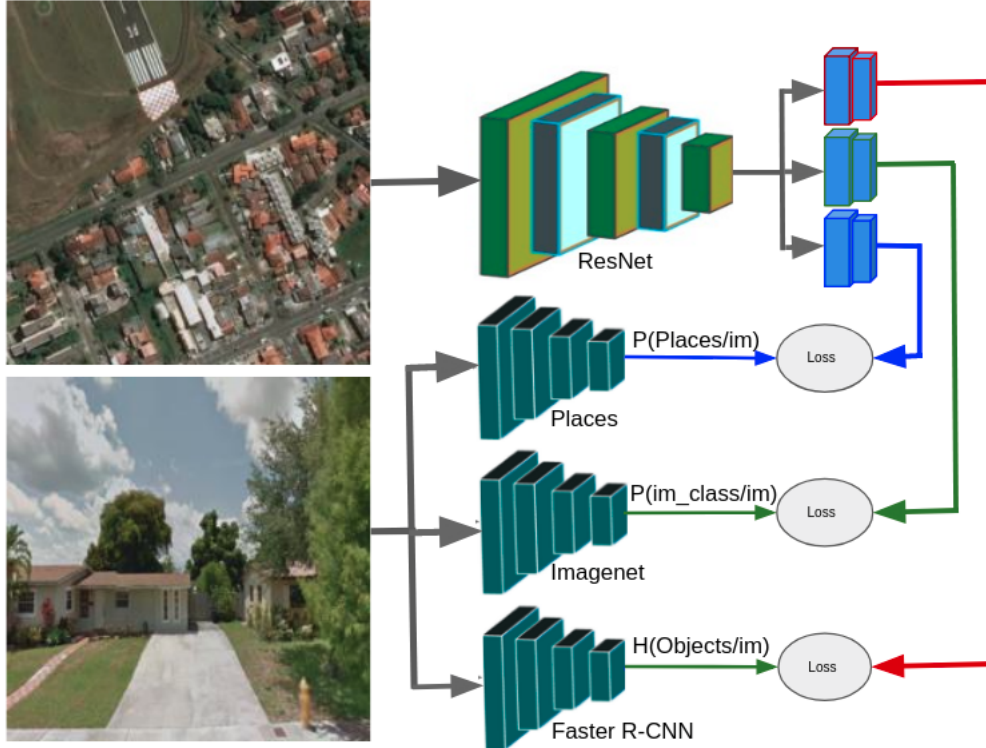 ResNet
P(Places/im)
Loss
Places
P(im_class/im)
Loss
Imagenet
H(Objects/im)
Loss
Faster R-CNN